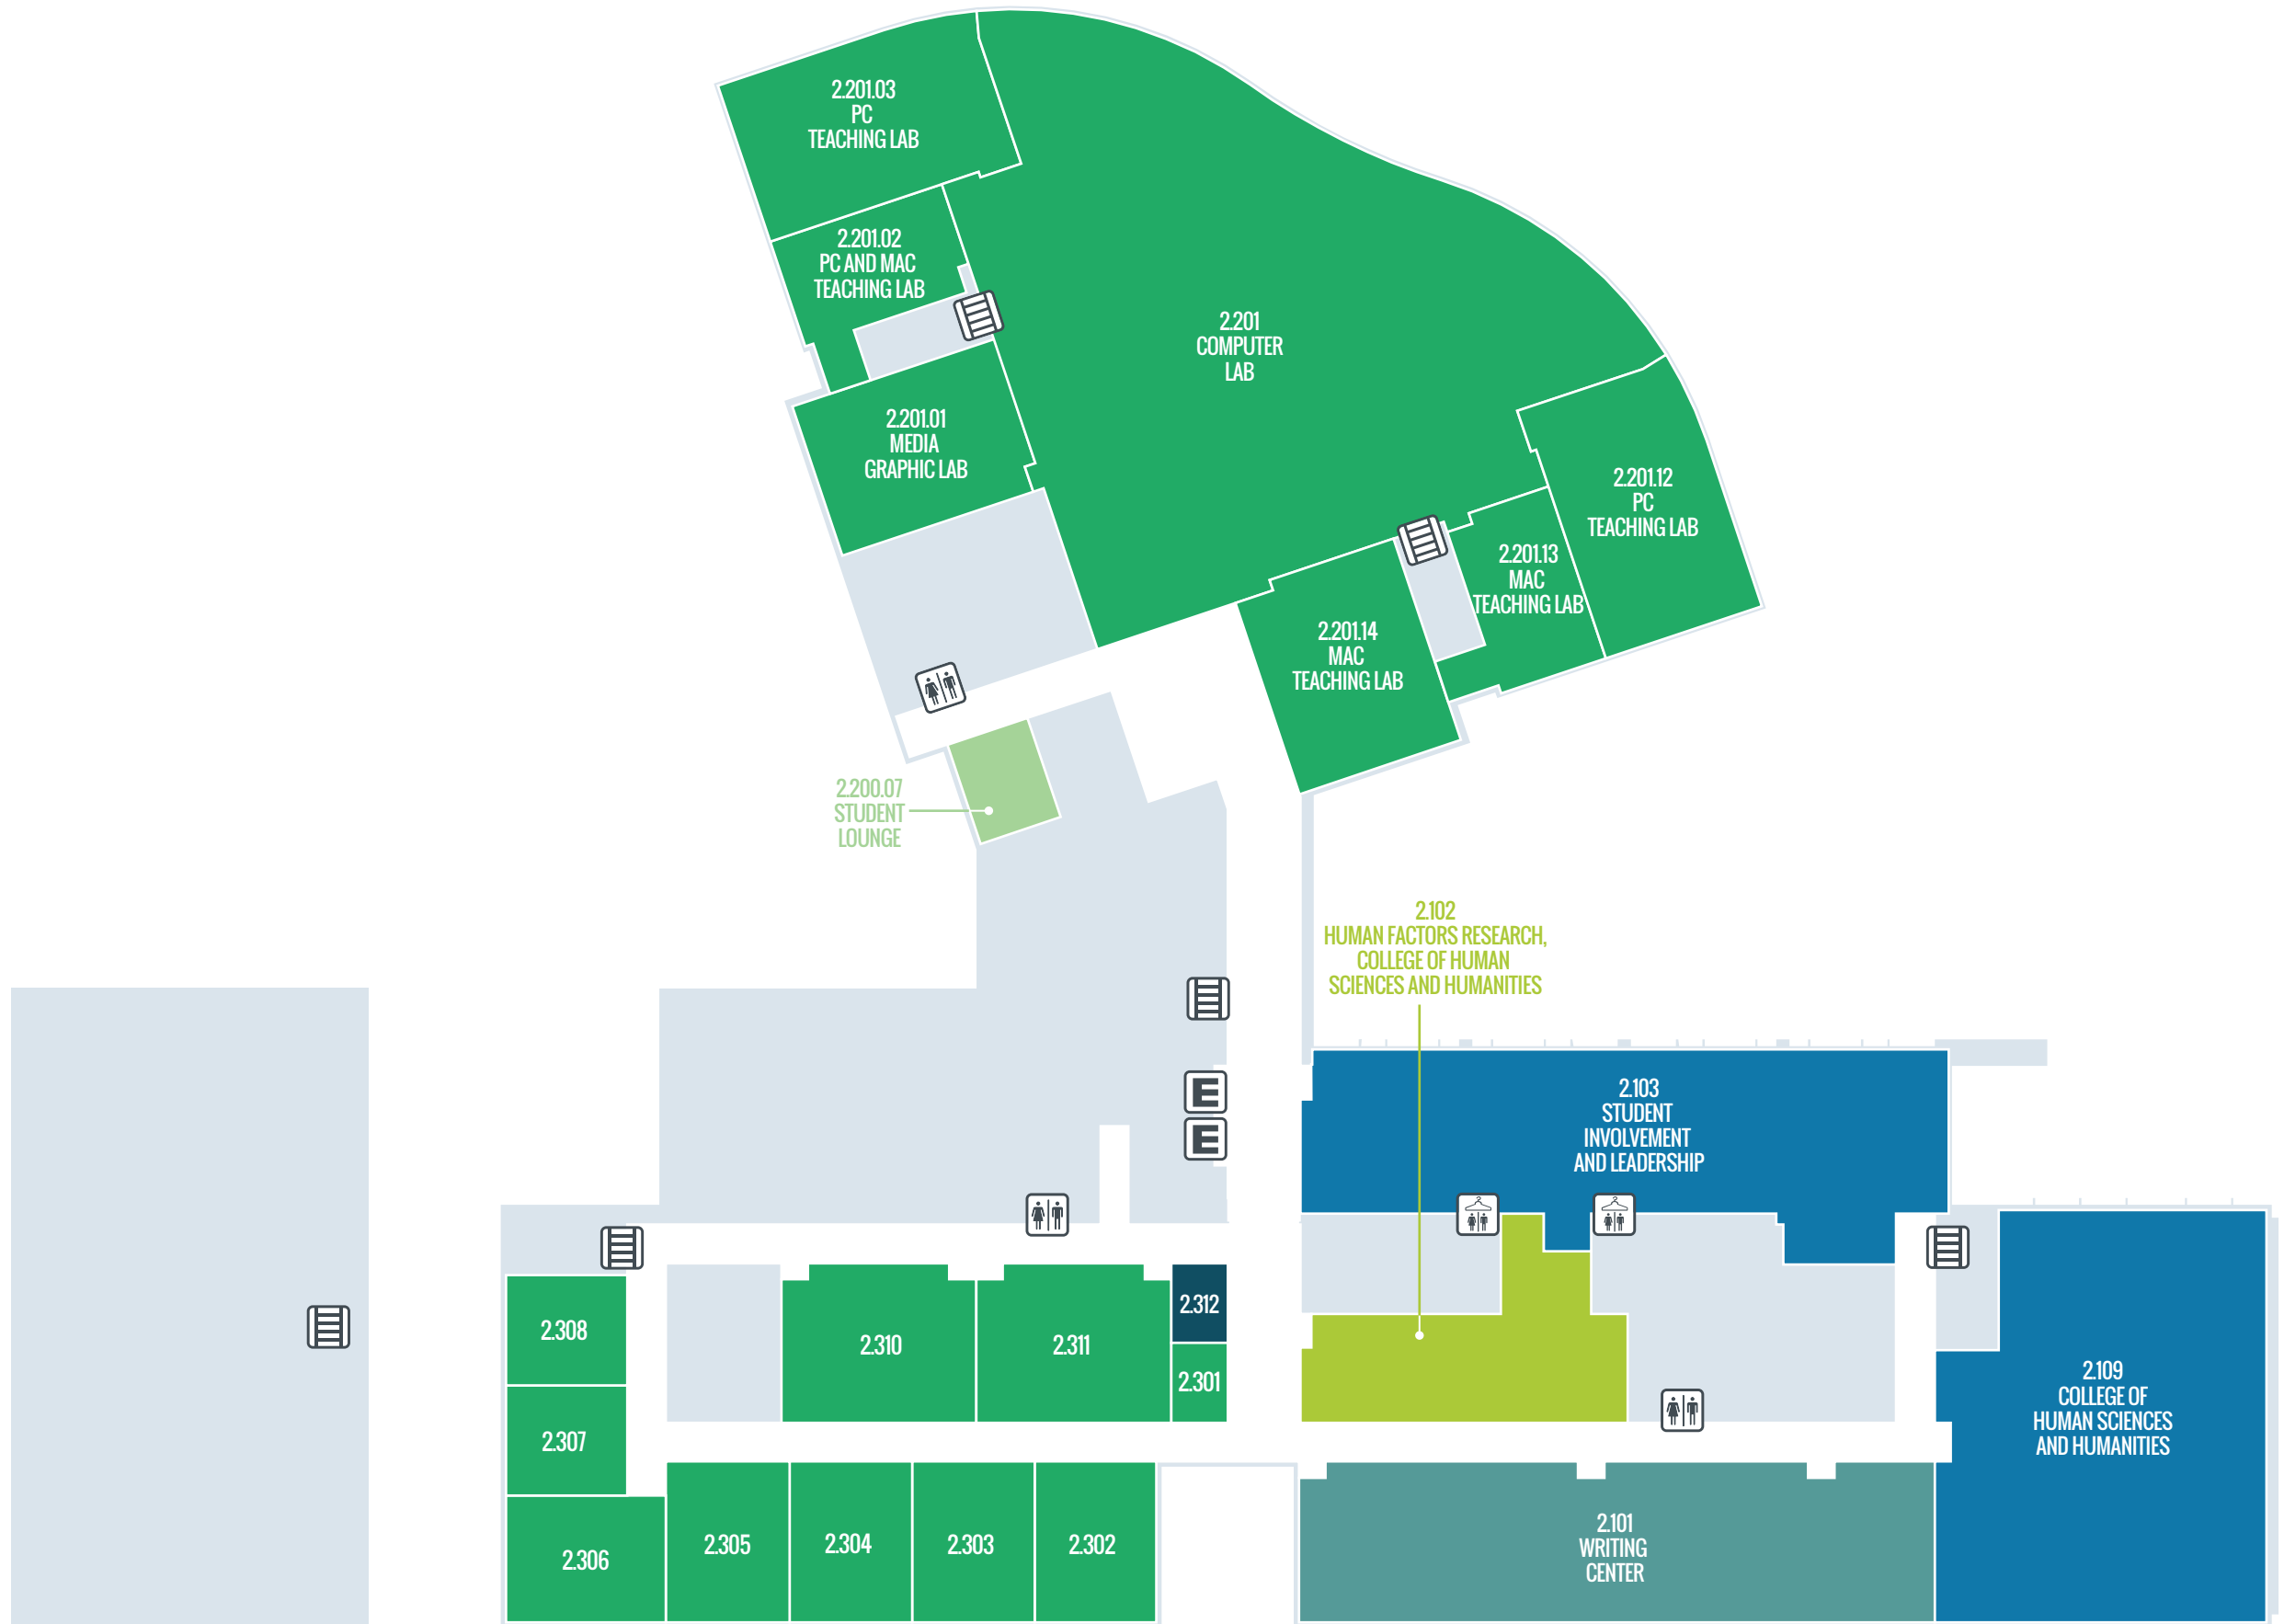 2.201.03
PC
TEACHING LAB
2.201.02
PC AND MAC
TEACHING LAB
2.201
COMPUTER
LAB
2.201.01
MEDIA
GRAPHIC LAB
2.201.12
PC
TEACHING LAB
2.201.13
MAC
TEACHING LAB
2.201.14
MAC
TEACHING LAB
2.200.07
STUDENT
LOUNGE
2.102
HUMAN FACTORS RESEARCH,
COLLEGE OF HUMAN
SCIENCES AND HUMANITIES
E
E
2.103
STUDENT
INVOLVEMENT
AND LEADERSHIP
2.312
2.308
2.310
2.311
2.301
2.307
2.109
COLLEGE OF
HUMAN SCIENCES
AND HUMANITIES
2.306
2.305
2.304
2.303
2.302
2.101
WRITING
CENTER